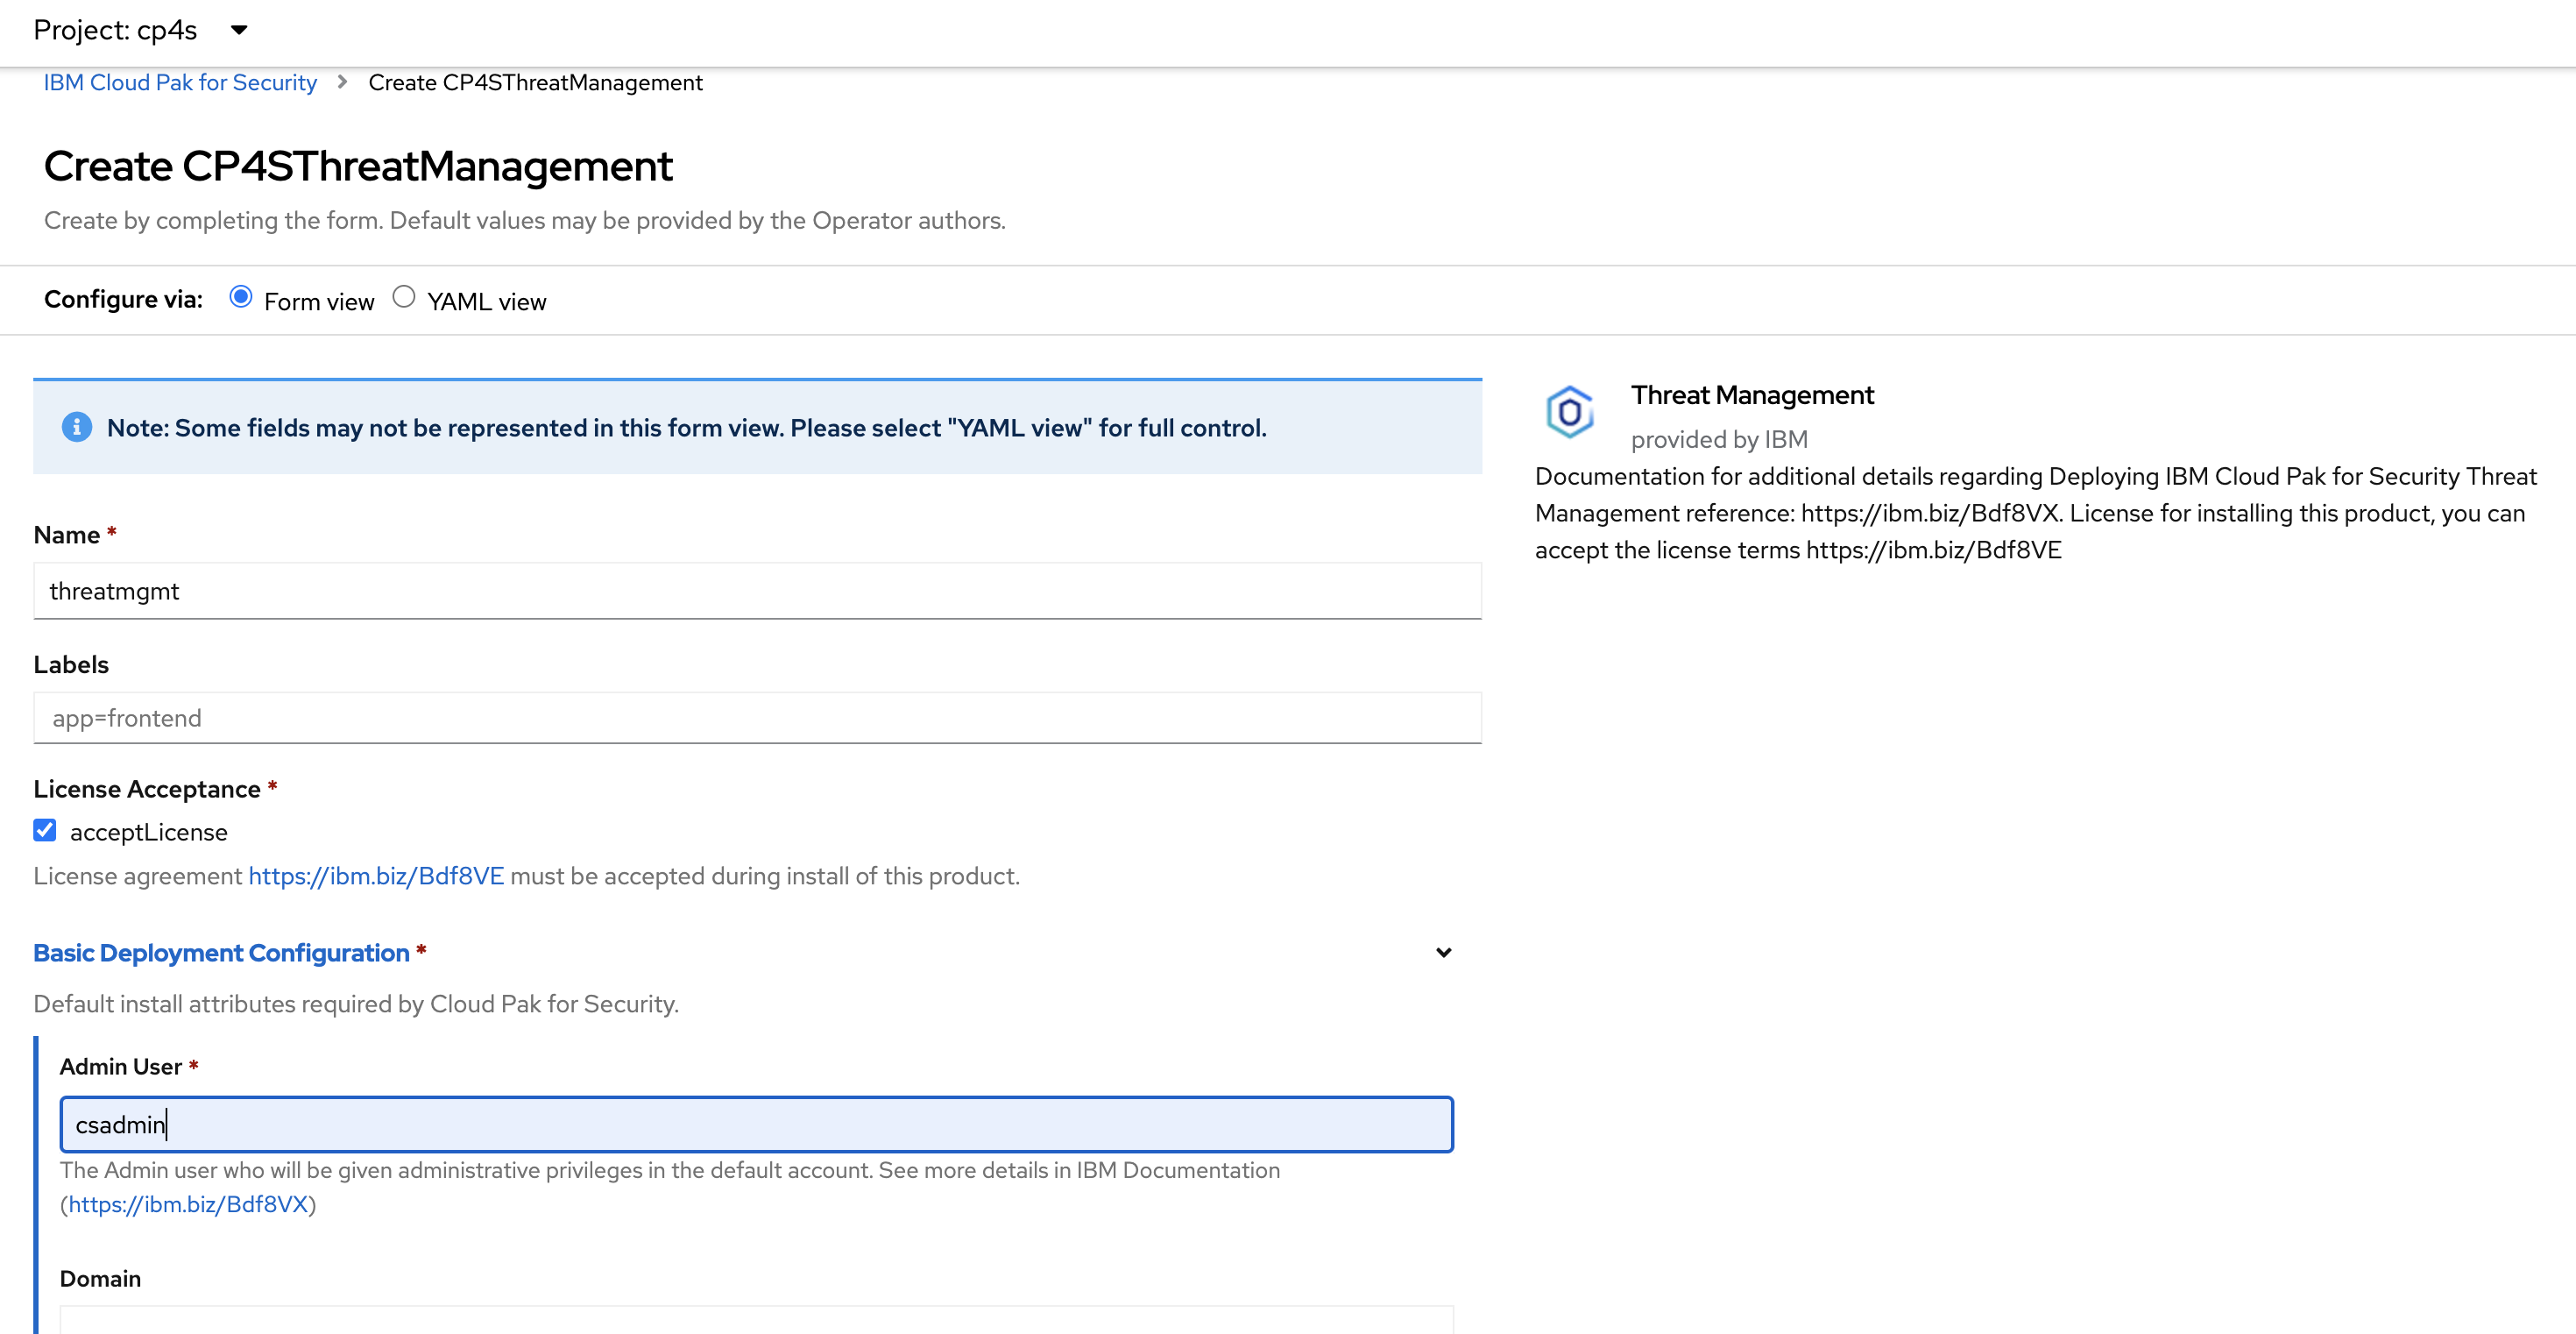 Project: cp4s
IBM Cloud Pak for Security > Create CP4SThreatManagement
Create CP4SThreatManagement
Create by completing the form. Default values may be provided by the Operator authors.
Configure via: Form view YAML view
Note: Some fields may not be represented in this form view. Please select "YAML view" for full control.
Name *
threatmgmt
Labels
app=frontend
License Acceptance *
acceptLicense
License agreement https://ibm.biz/Bdf8VE must be accepted during install of this product.
Basic Deployment Configuration *
Default install attributes required by Cloud Pak for Security.
Admin User *
csadmin
The Admin user who will be given administrative privileges in the default account. See more details in IBM Documentation
(https://ibm.biz/Bdf8VX)
Domain
Threat Management
provided by IBM
Documentation for additional details regarding Deploying IBM Cloud Pak for Security Threat
Management reference: https://ibm.biz/Bdf8VX. License for installing this product, you can
accept the license terms https://ibm.biz/Bdf8VE